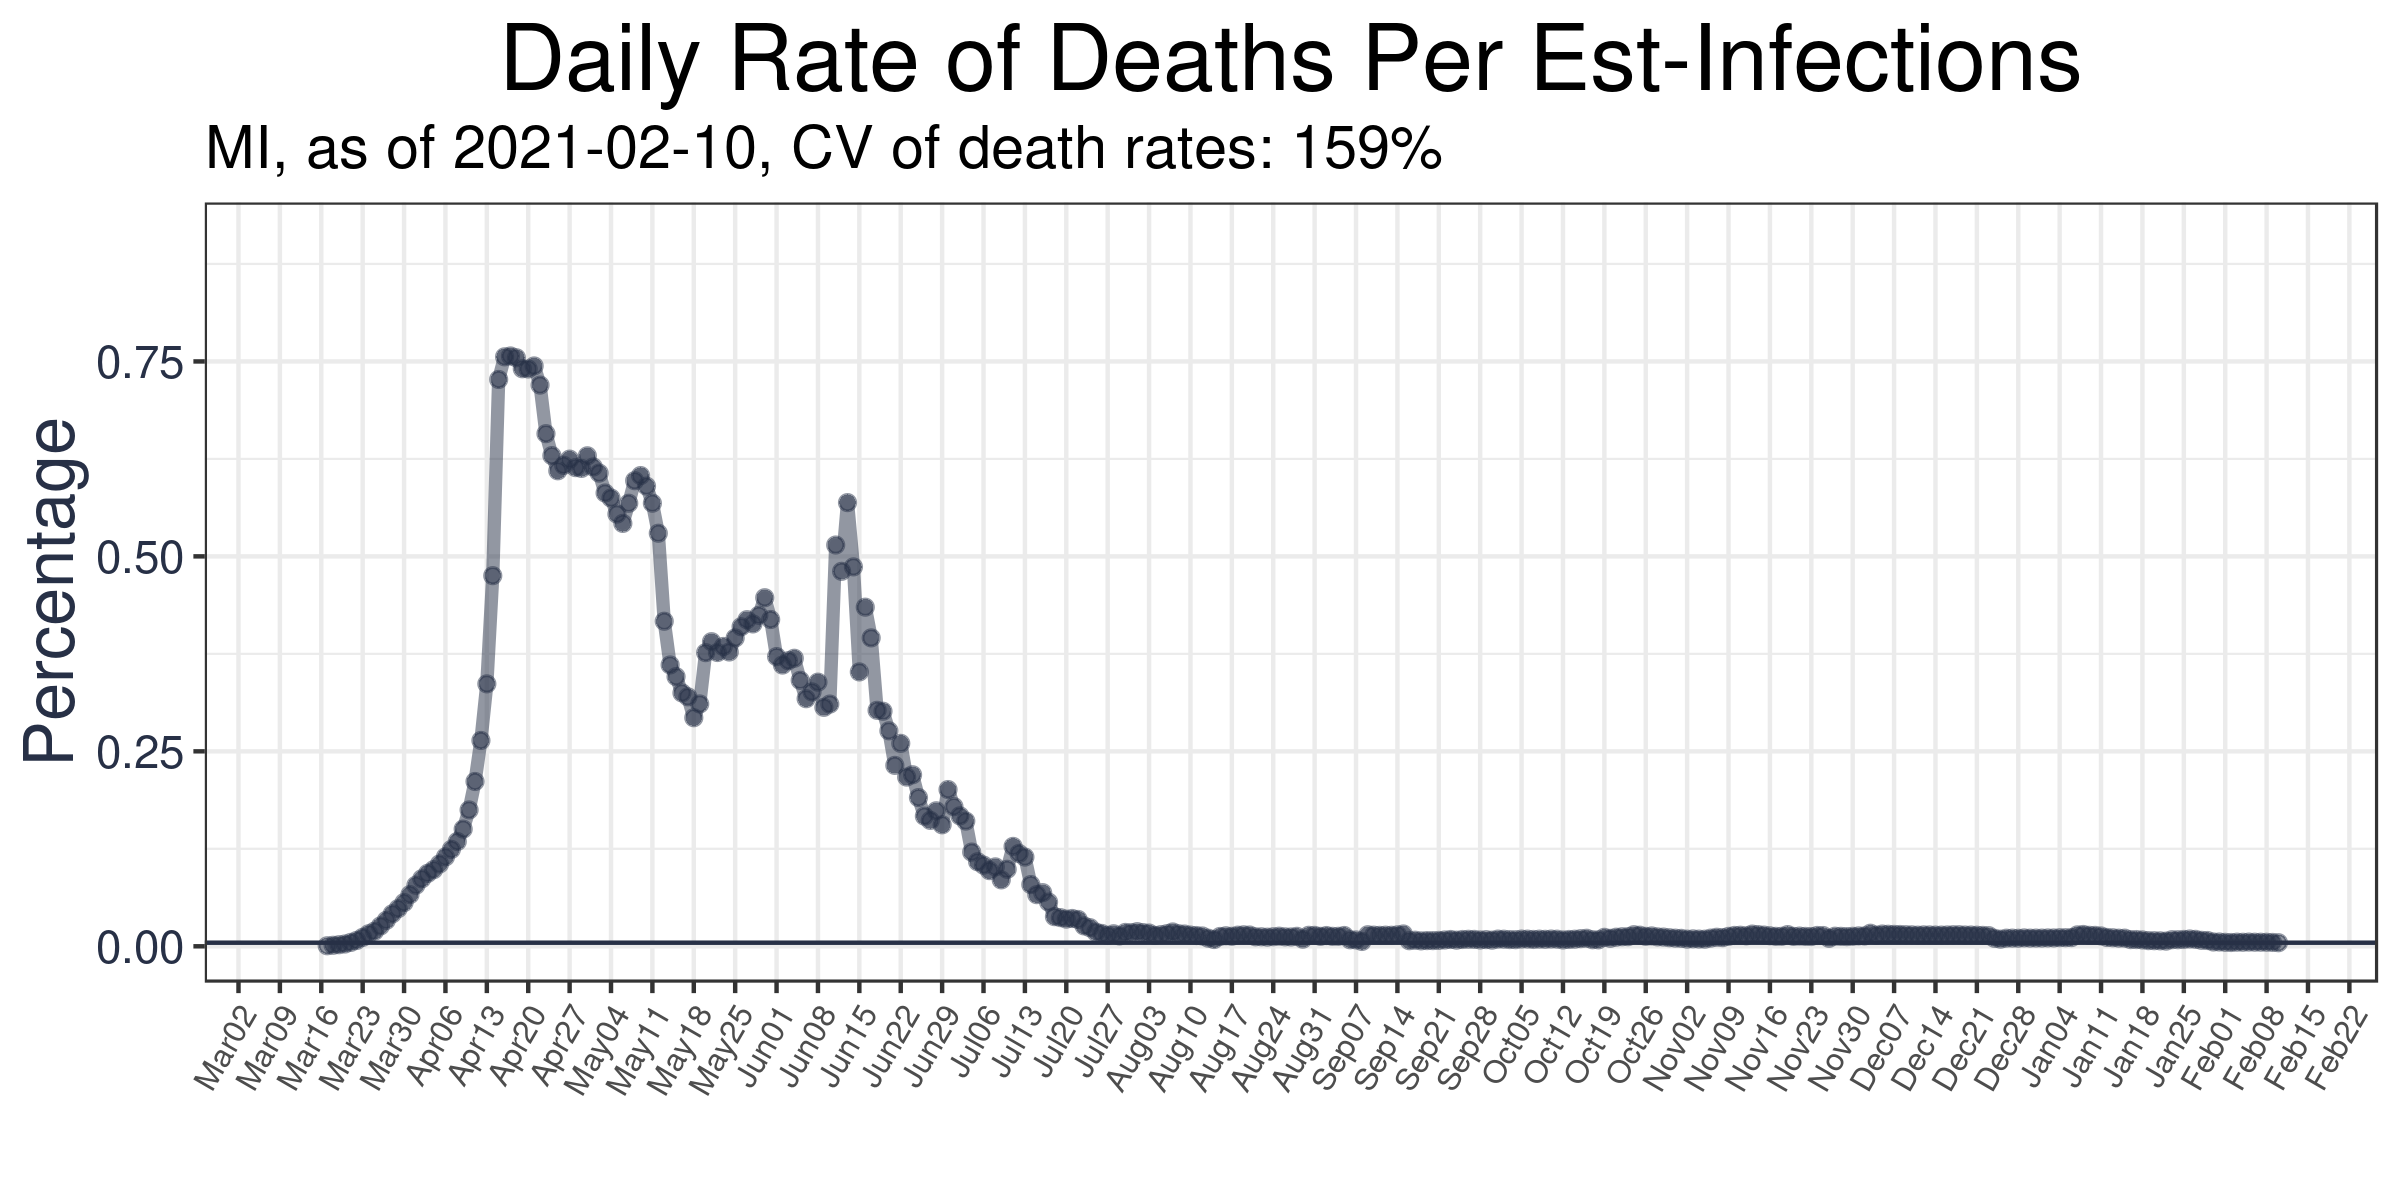 Daily Rate of Deaths Per Est-Infections
MI, as of 2021-02-10, CV of death rates: 159%
Percentage
0.75
0.50
0.25
0.00
Mar02
Mar09
Mar16
Mar23
Mar30
Apr06
Apr13
Apr20
Apr27
May04
May11
May18
May25
Jun01
Jun08
Jun15
Jun22
Jun29
Jul06
Jul13
Jul20
Jul27
Aug03
Aug10
Aug17
Aug24
Aug31
Sep07
Sep14
Sep21
Sep28
Oct05
Oct12
Oct19
Oct26
Nov02
Nov09
Nov16
Nov23
Nov30
Dec07
Dec14
Dec21
Dec28
Jan04
Jan11
Jan18
Jan25
Feb01
Feb08
Feb15
Feb22